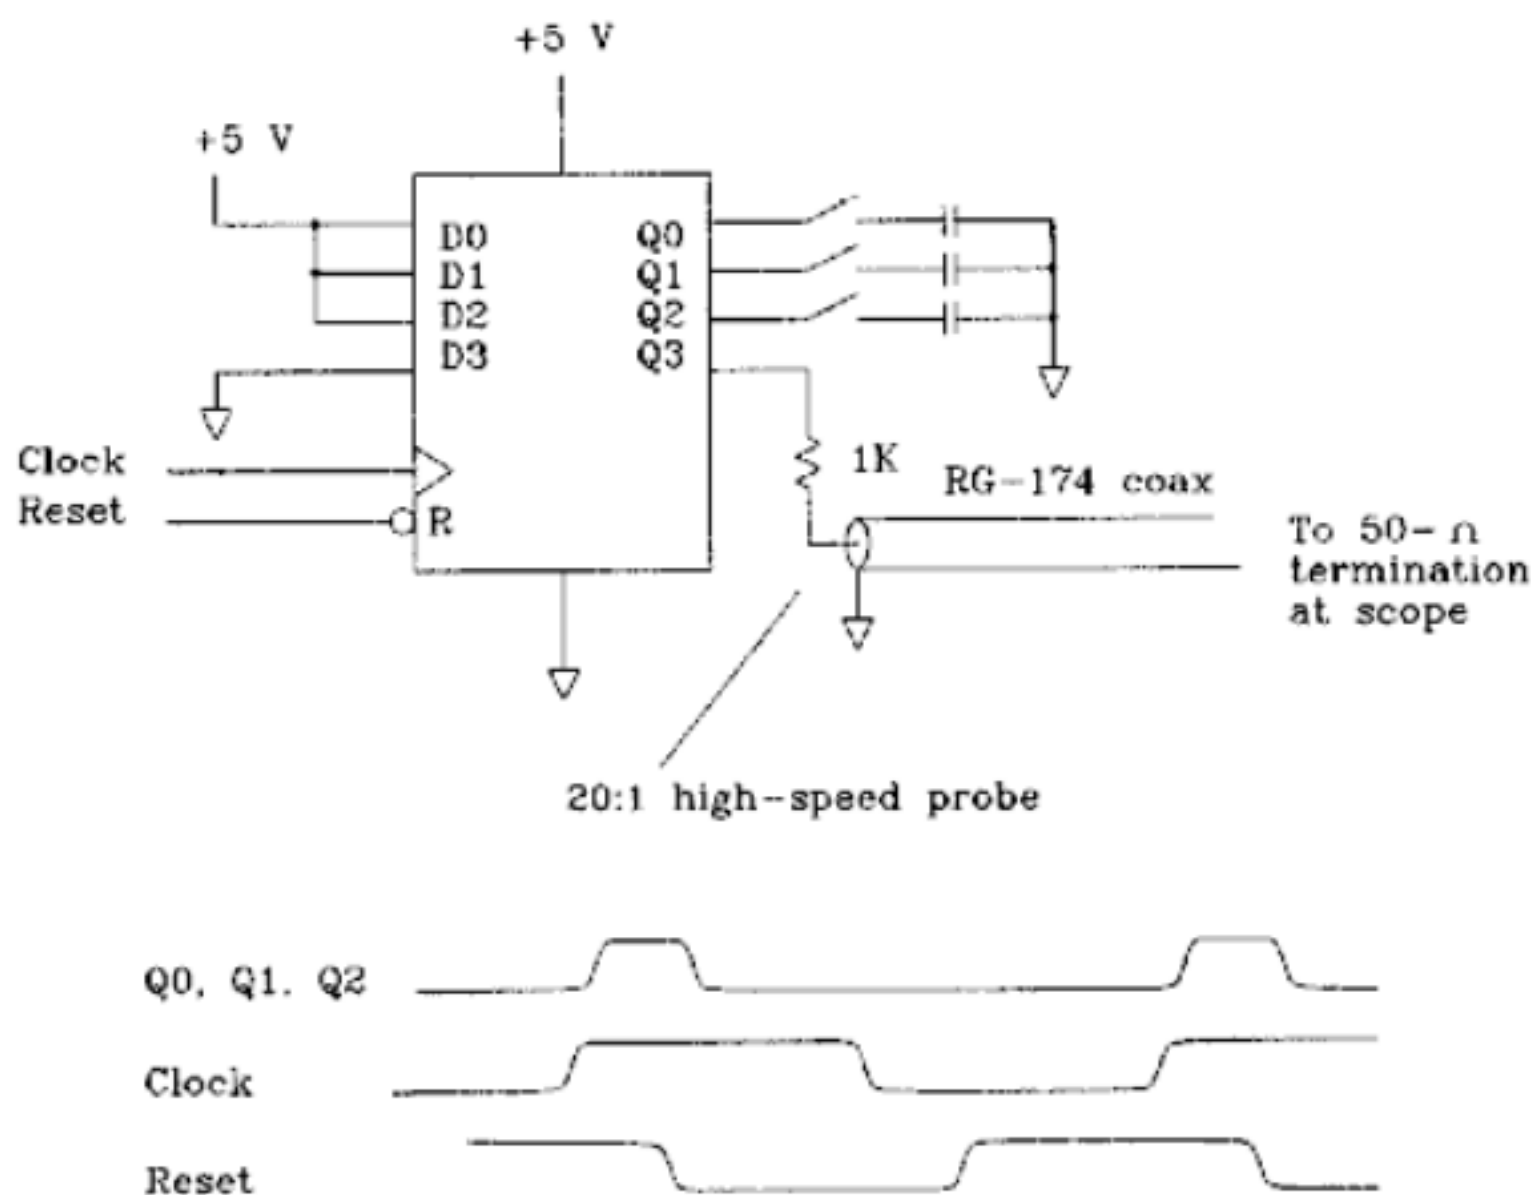 +5 V
+5 V
D0
D1
D2
D3
Q0
Q1
Q2
Q3
Clock
Reset
R
1K
RG-174 coax
To 50-Ω
termination
at scope
20:1 high-speed probe
Q0, Q1. Q2
Clock
Reset